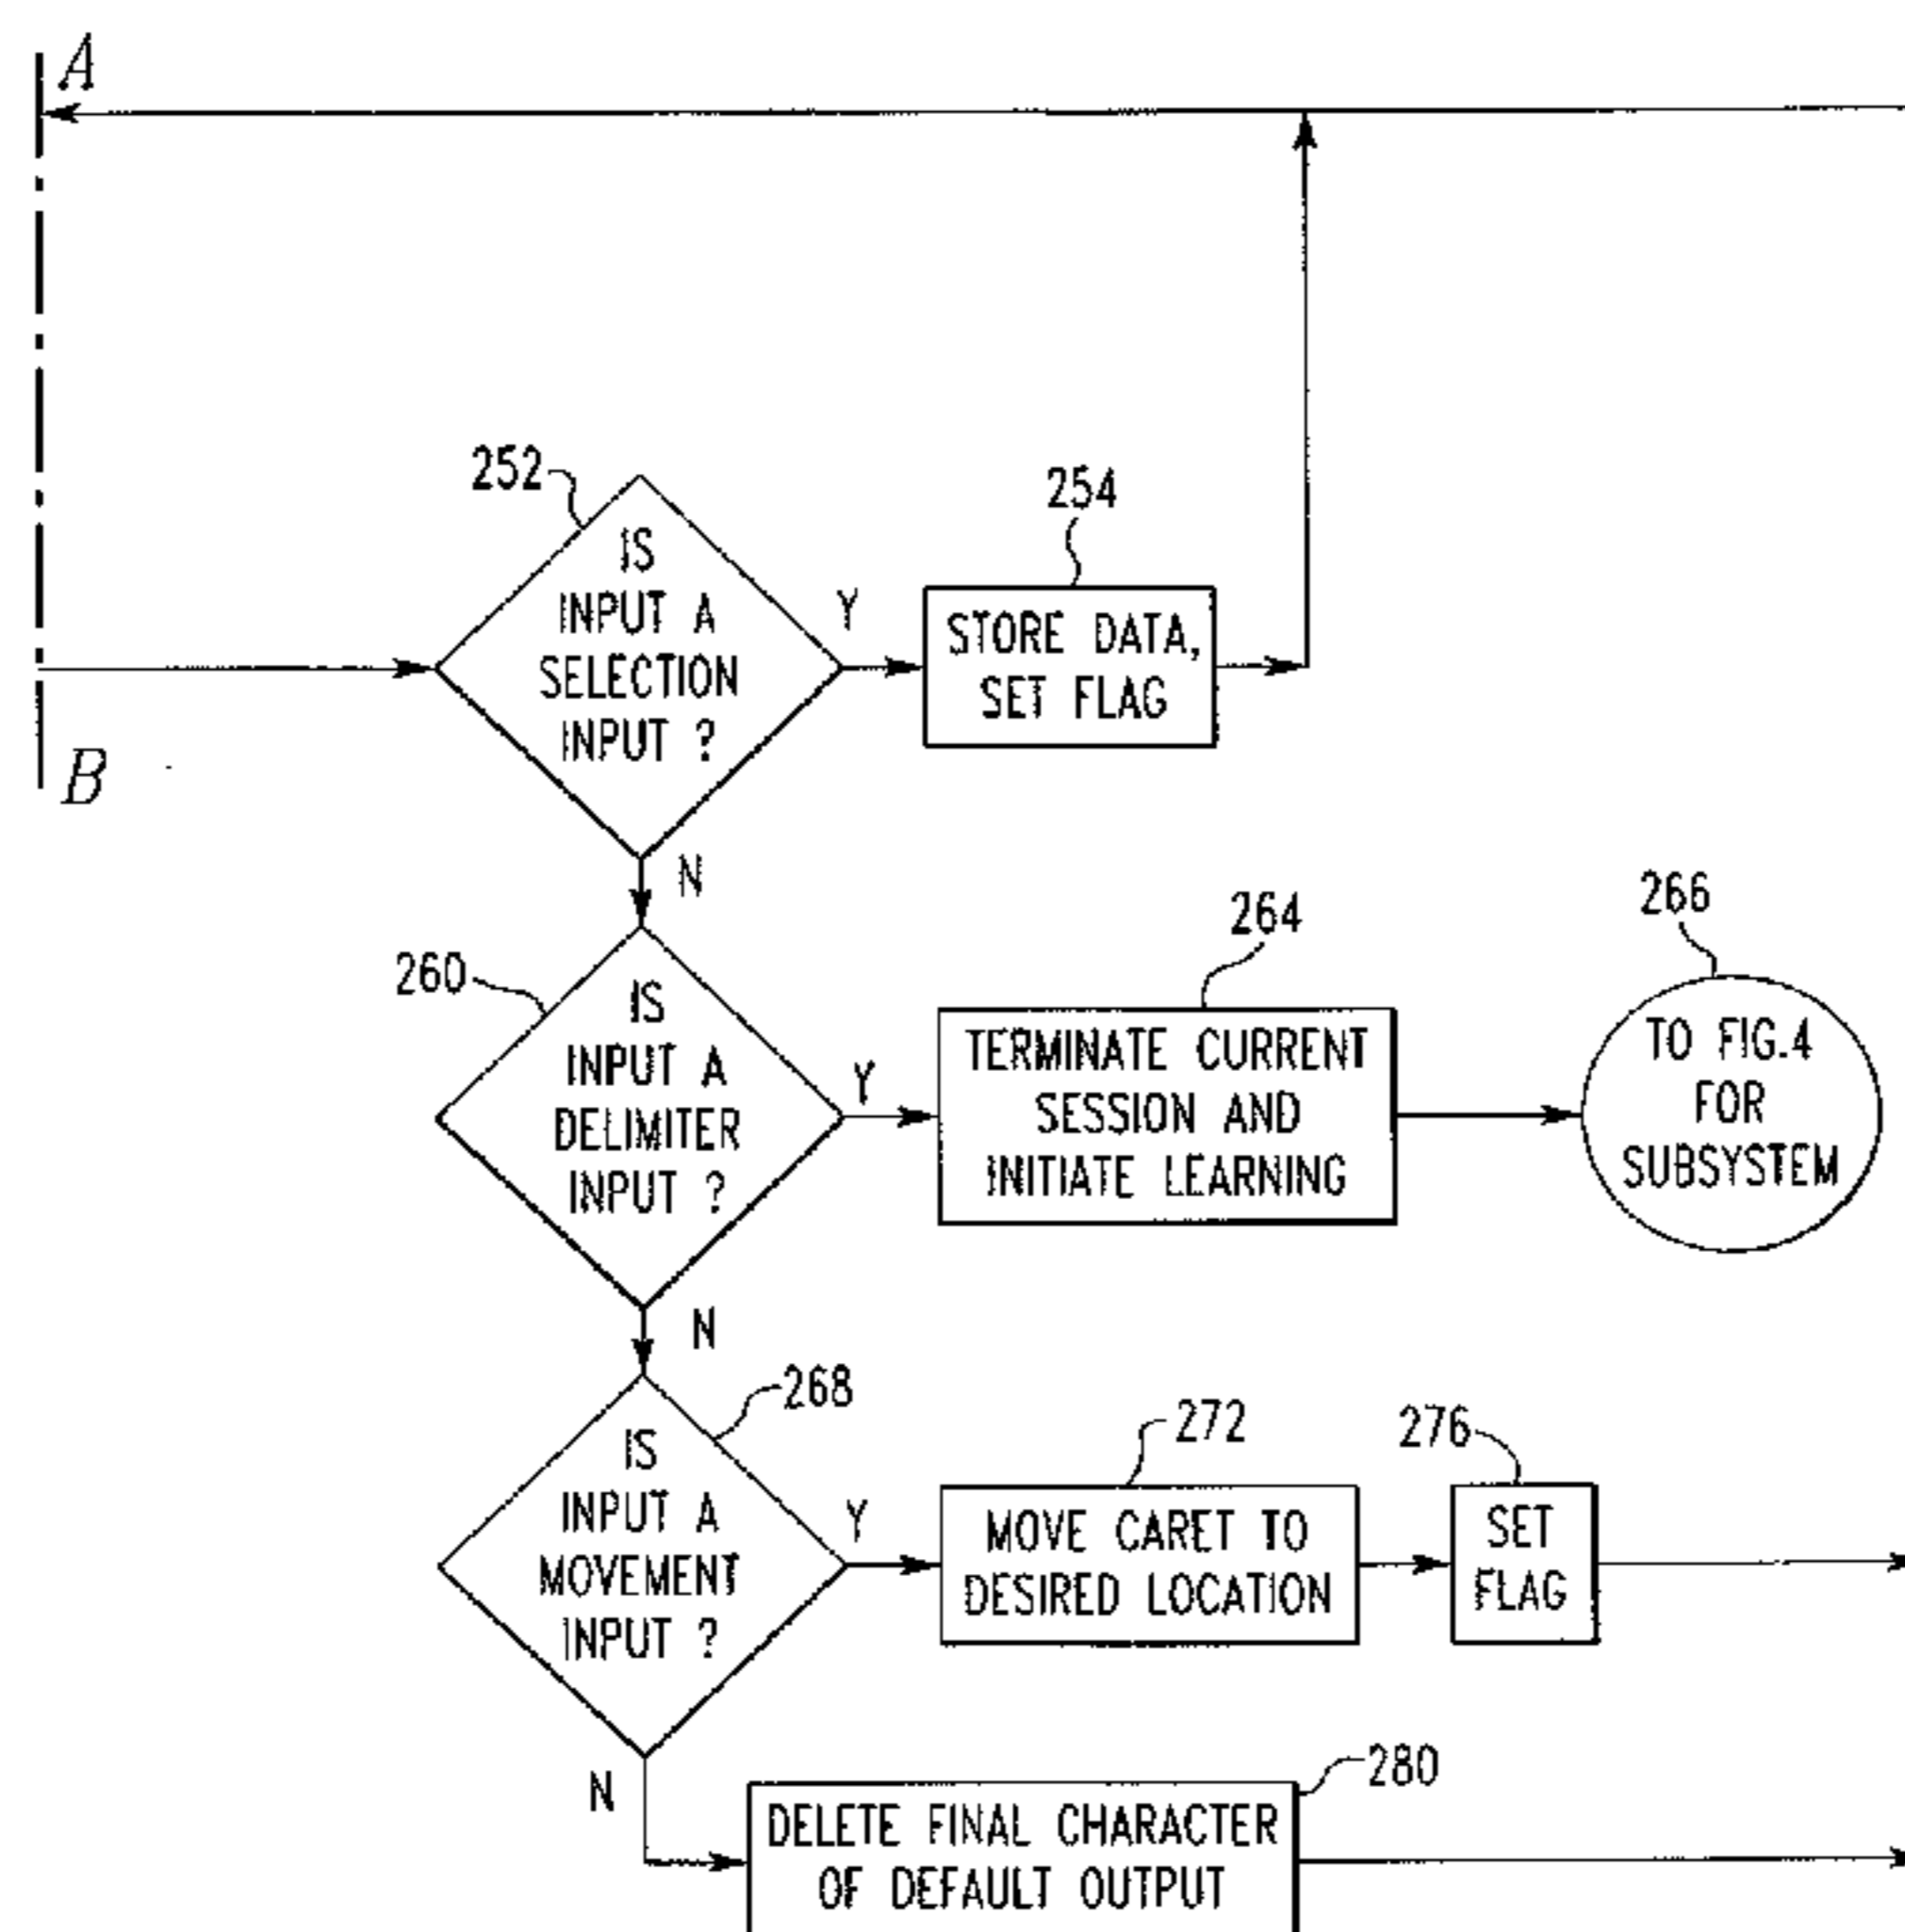 A
252
254
IS
INPUT A
SELECTION
INPUT ?
Y
STORE DATA,
SET FLAG
B
N
260
264
266
IS
INPUT A
DELIMITER
INPUT ?
Y
TERMINATE CURRENT
SESSION AND
INITIATE LEARNING
TO FIG.4
FOR
SUBSYSTEM
N
268
272
276
IS
INPUT A
MOVEMENT
INPUT ?
Y
MOVE CARET TO
DESIRED LOCATION
SET
FLAG
N
280
DELETE FINAL CHARACTER
OF DEFAULT OUTPUT